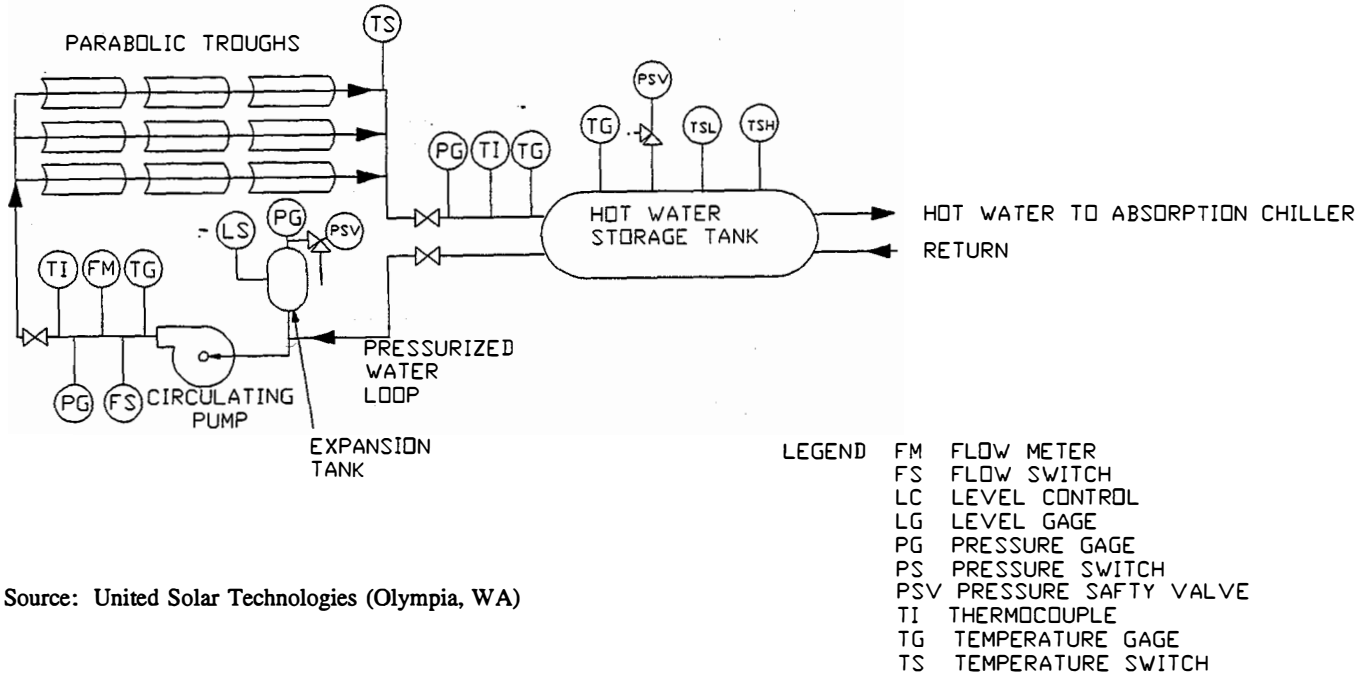 PARABOLIC TROUGHS
TS
PSV
TG
TSL
TSH
PG
TI
TG
HOT WATER
STORAGE TANK
HOT WATER TO ABSORPTION CHILLER
RETURN
LS
PG
PSV
TI
FM
TG
PG
FS
CIRCULATING
PUMP
PRESSURIZED
WATER
LOOP
EXPANSION
TANK
LEGEND FM FLOW METER
FS FLOW SWITCH
LC LEVEL CONTROL
LG LEVEL GAGE
PG PRESSURE GAGE
PS PRESSURE SWITCH
PSV PRESSURE SAFTY VALVE
TI THERMOCOUPLE
TG TEMPERATURE GAGE
TS TEMPERATURE SWITCH
Source: United Solar Technologies (Olympia, WA)